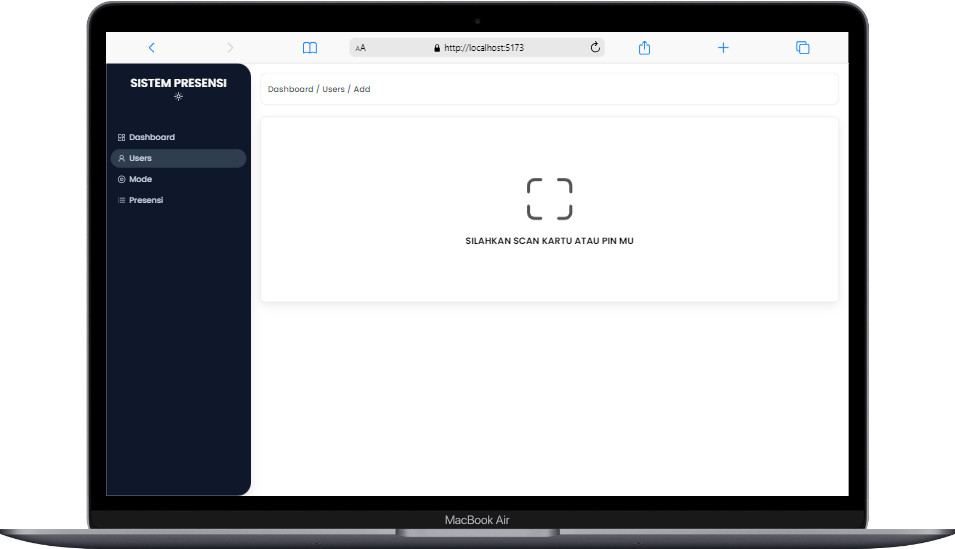 AA http://localhost:5173
SISTEM PRESENSI
Dashboard
Users
Mode
Presensi
Dashboard / Users / Add
SILAHKAN SCAN KARTU ATAU PIN MU
MacBook Air